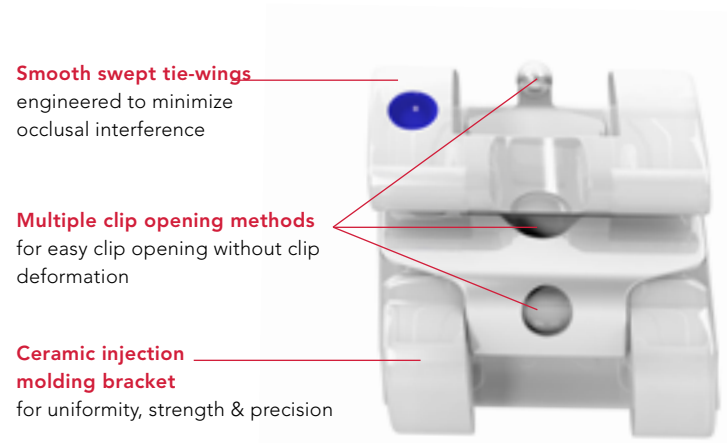 Smooth swept tie-wings
engineered to minimize
occlusal interference
Multiple clip opening methods
for easy clip opening without clip
deformation
Ceramic injection
molding bracket
for uniformity, strength & precision